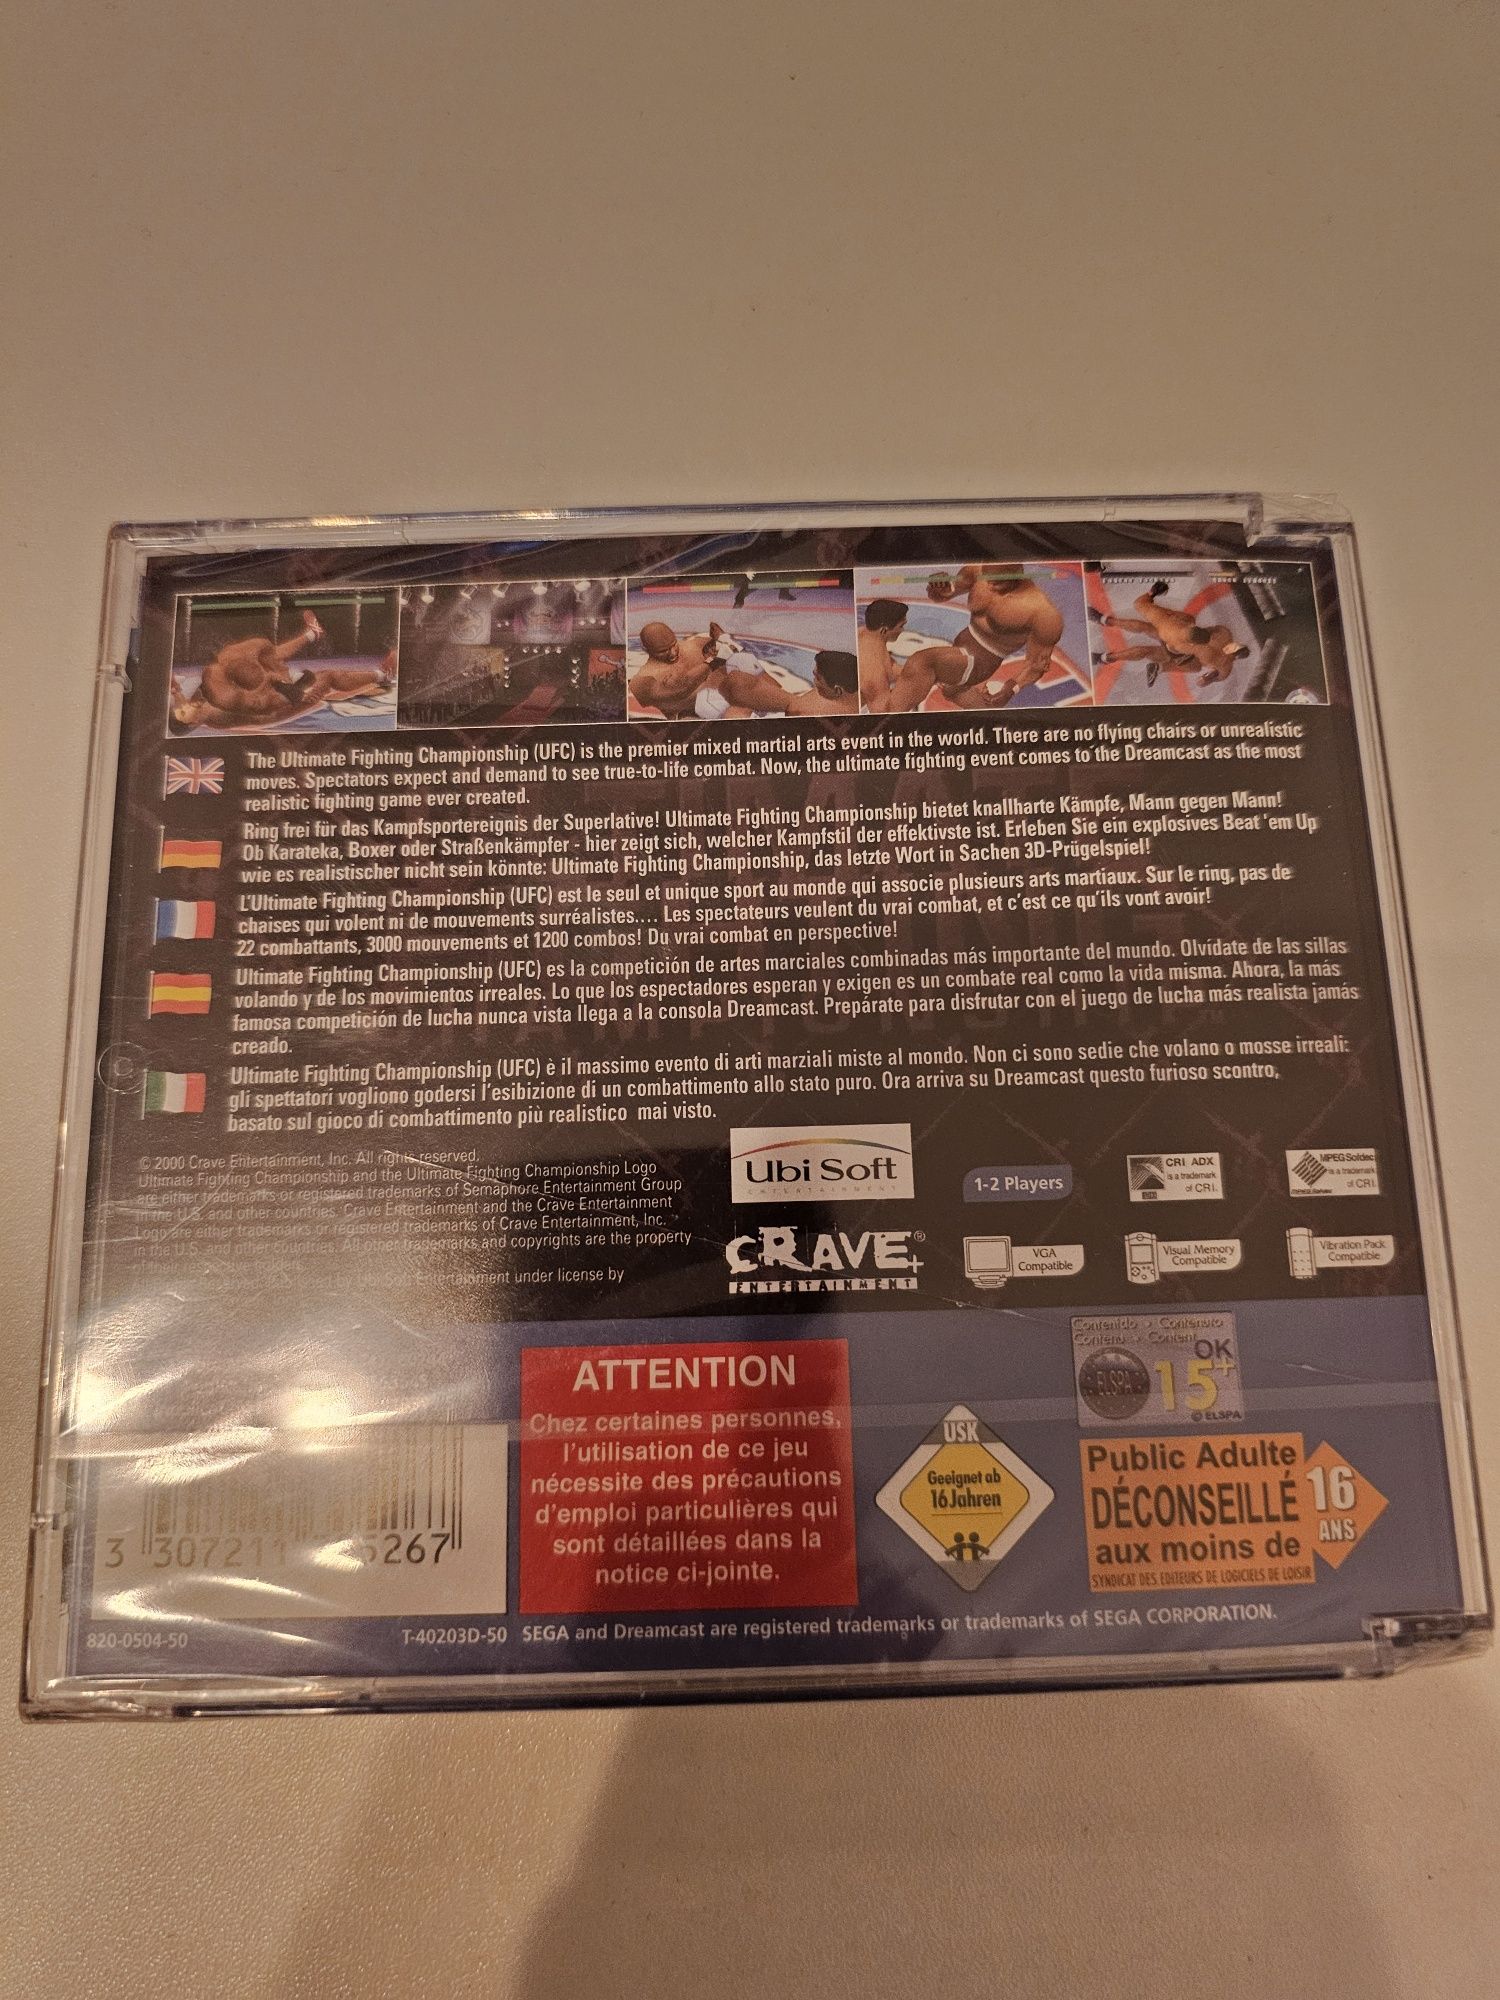 The Ultimate Fighting Championship (UFC) is the premier mixed martial arts event in the world. There are no flying chairs or unrealistic
moves. Spectators expect and demand to see true-to-life combat. Now, the ultimate fighting event comes to the Dreamcast as the most
realistic fighting game ever created.
Ring frei für das Kampfsportereignis der Superlative! Ultimate Fighting Championship bietet knallharte Kämpfe, Mann gegen Mann!
Ob Karateka, Boxer oder Straßenkämpfer - hier zeigt sich, welcher Kampfstil der effektivste ist. Erleben Sie ein explosives Beat 'em Up
wie es realistischer nicht sein könnte: Ultimate Fighting Championship, das letzte Wort in Sachen 3D-Prügelspiel!
L'Ultimate Fighting Championship (UFC) est le seul et unique sport au monde qui associe plusieurs arts martiaux. Sur le ring, pas de
chaises qui volent ni de mouvements surréalistes.... Les spectateurs veulent du vrai combat, et c'est ce qu'ils vont avoir!
22 combattants, 3000 mouvements et 1200 combos! Du vrai combat en perspective!
Ultimate Fighting Championship (UFC) es la competición de artes marciales combinadas más importante del mundo. Olvídate de las sillas
volando y de los movimientos irreales. Lo que los espectadores esperan y exigen es un combate real como la vida misma. Ahora, la más
famosa competición de lucha nunca vista llega a la consola Dreamcast. Prepárate para disfrutar con el juego de lucha más realista jamás
creado.
Ultimate Fighting Championship (UFC) è il massimo evento di arti marziali miste al mondo. Non ci sono sedie che volano o mosse irreali:
gli spettatori vogliono godersi l'esibizione di un combattimento allo stato puro. Ora arriva su Dreamcast questo furioso scontro,
basato sul gioco di combattimento più realistico mai visto.
© 2000 Crave Entertainment, Inc. All rights reserved.
Ultimate Fighting Championship and the Ultimate Fighting Championship Logo
are either trademarks or registered trademarks of Semaphore Entertainment Group
in the U.S. and other countries. Crave Entertainment and the Crave Entertainment
Logo are either trademarks or registered trademarks of Crave Entertainment, Inc.
in the U.S. and other countries. All other trademarks and copyrights are the property
Entertainment under license by
Ubi Soft
ENTERTAINMENT
CRAVE®
ENTERTAINMENT
1-2 Players
CRI ADX
is a trademark
of CRI.
MPEG Sofdec
is a trademark
of CRI.
VGA
Compatible
Visual Memory
Compatible
Vibration Pack
Compatible
ATTENTION
Chez certaines personnes,
l'utilisation de ce jeu
nécessite des précautions
d'emploi particulières qui
sont détaillées dans la
notice ci-jointe.
USK
Geeignet ab
16 Jahren
Contenido • Contenuto
Contenu • Content
OK
ELSPA
15+
© ELSPA
Public Adulte
DÉCONSEILLÉ
aux moins de
16
ANS
SYNDICAT DES EDITEURS DE LOGICIELS DE LOISIR
3 307211 5267
820-0504-50
T-40203D-50 SEGA and Dreamcast are registered trademarks or trademarks of SEGA CORPORATION.